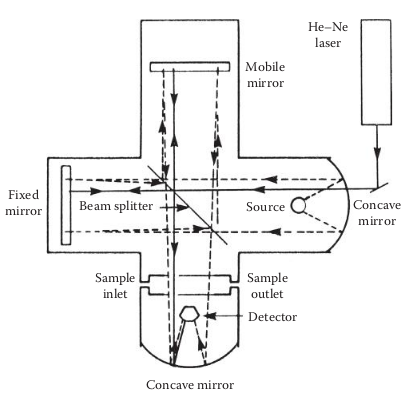 He–Ne
laser
Mobile
mirror
Fixed
mirror
Beam splitter
Source
Concave
mirror
Sample
inlet
Sample
outlet
Detector
Concave mirror